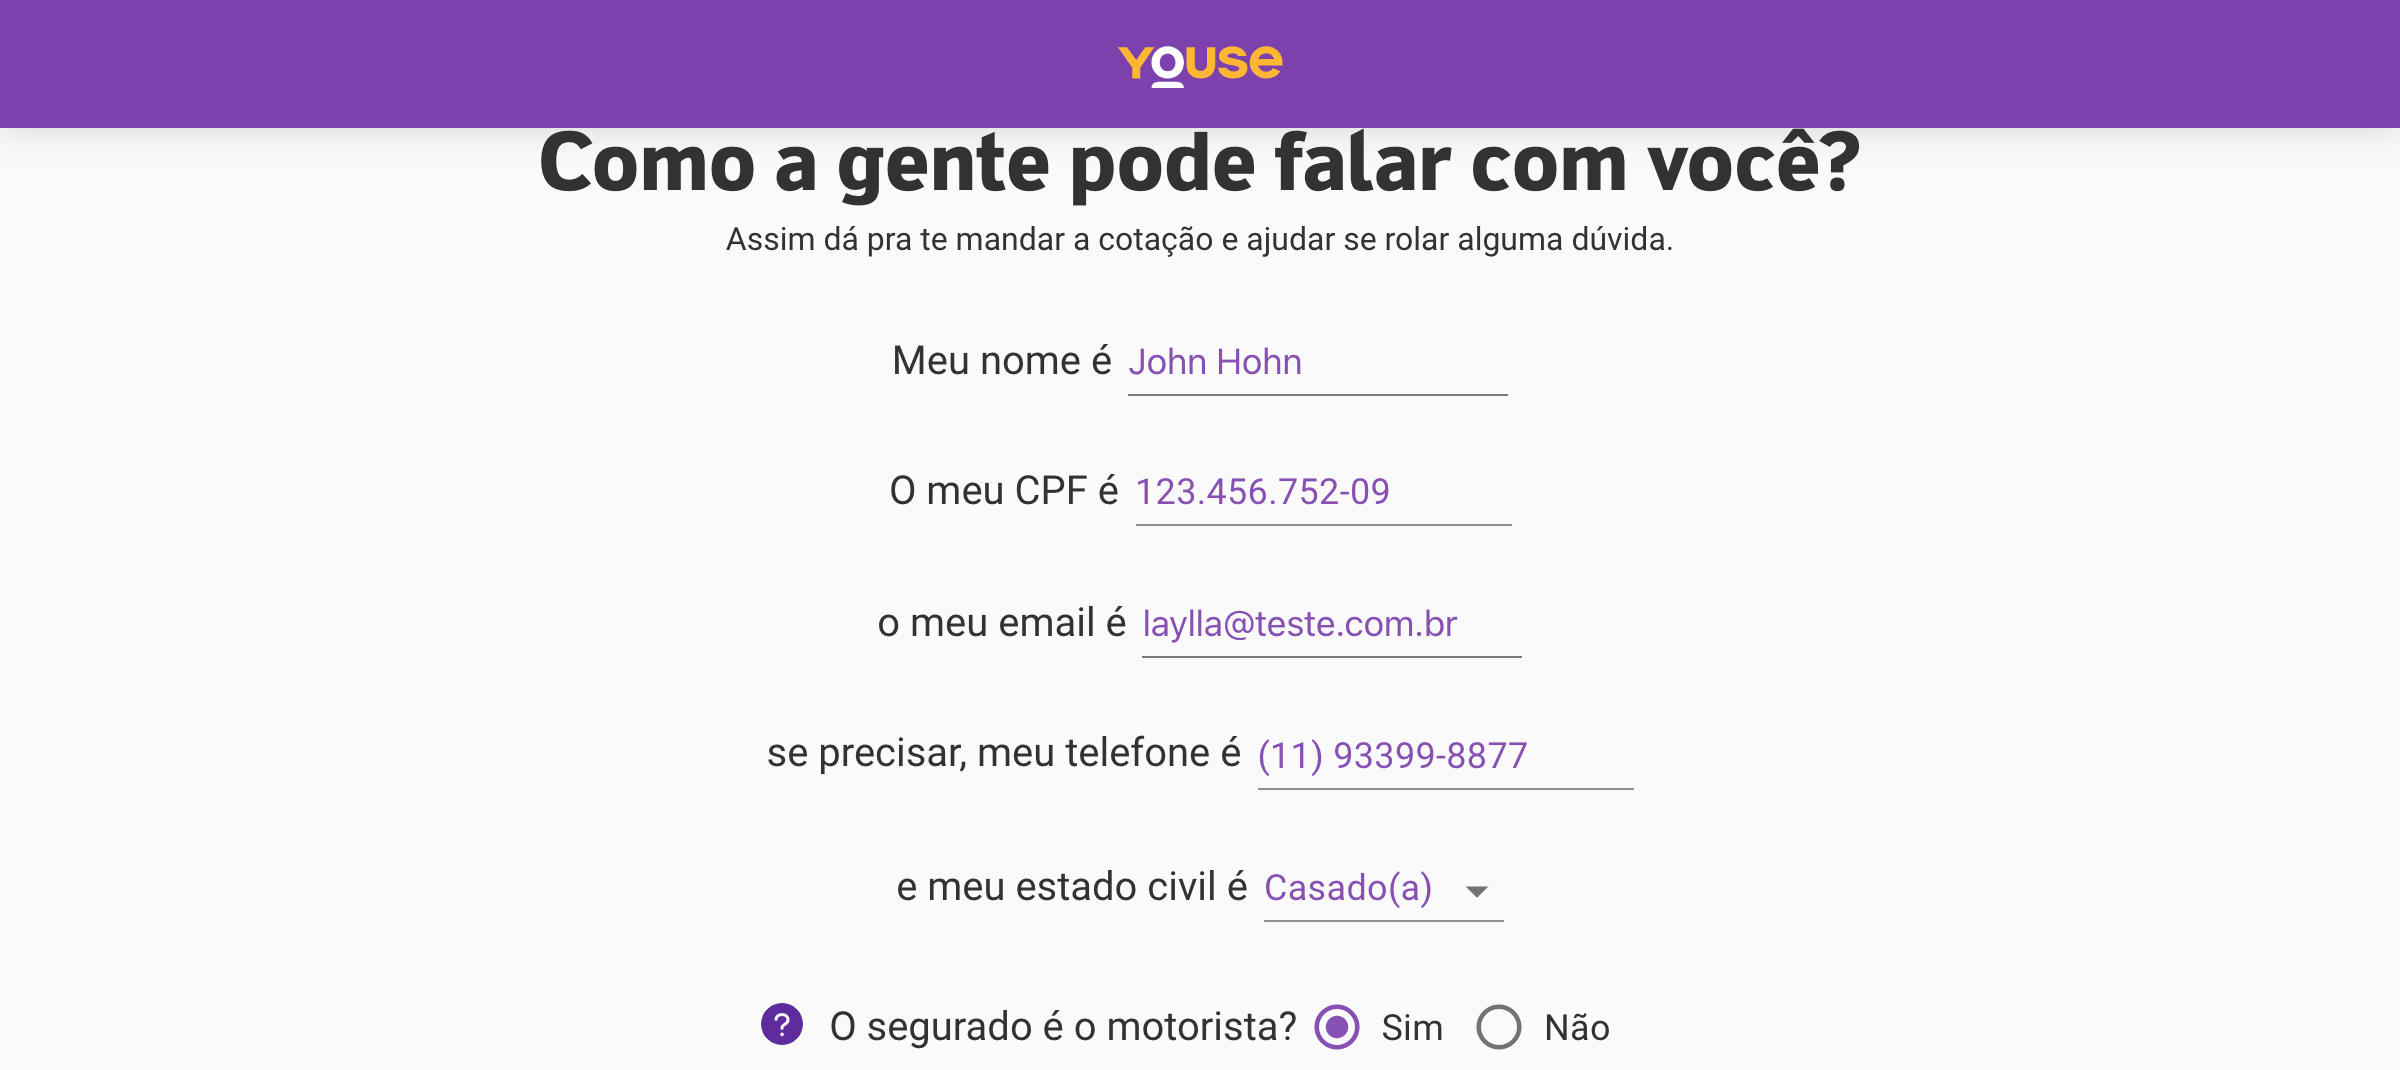 youse
Como a gente pode falar com você?
Assim dá pra te mandar a cotação e ajudar se rolar alguma dúvida.
Meu nome é John Hohn
O meu CPF é 123.456.752-09
o meu email é laylla@teste.com.br
se precisar, meu telefone é (11) 93399-8877
e meu estado civil é Casado(a)
? O segurado é o motorista? Sim Não